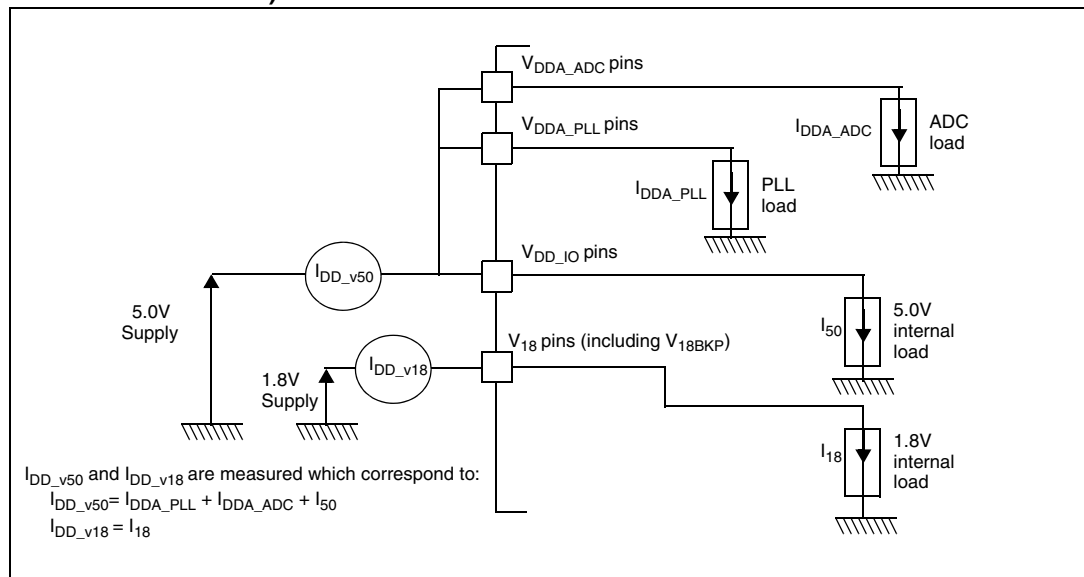 V_DDA_ADC pins
I_DDA_ADC
ADC
load
V_DDA_PLL pins
I_DDA_PLL
PLL
load
V_DD_IO pins
I_DD_v50
5.0V
Supply
I_50
5.0V
internal
load
V_18 pins (including V_18BKP)
I_DD_v18
1.8V
Supply
I_18
1.8V
internal
load
I_DD_v50 and I_DD_v18 are measured which correspond to:
I_DD_v50= I_DDA_PLL + I_DDA_ADC + I_50
I_DD_v18 = I_18